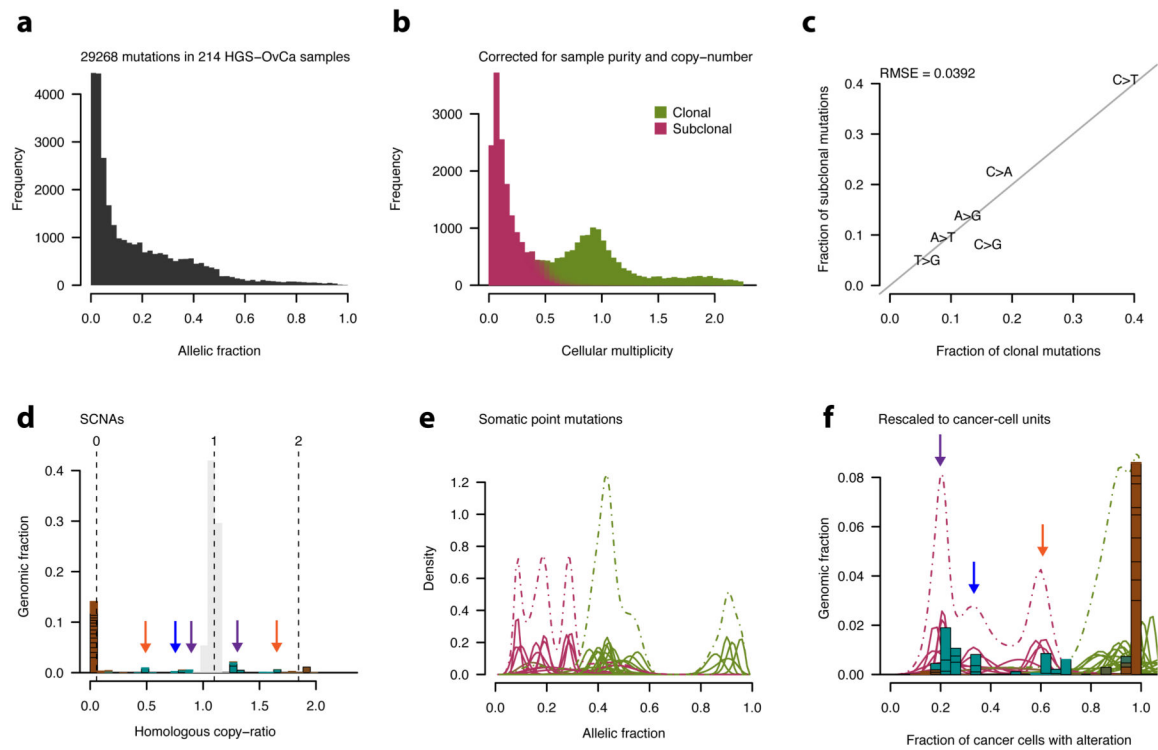 a
29268 mutations in 214 HGS−OvCa samples
Frequency
4000
3000
2000
1000
0
0.0 0.2 0.4 0.6 0.8 1.0
Allelic fraction
b
Corrected for sample purity and copy−number
Frequency
3000
2000
1000
0
Clonal
Subclonal
0.0 0.5 1.0 1.5 2.0
Cellular multiplicity
c
RMSE = 0.0392
Fraction of subclonal mutations
0.4
0.3
0.2
0.1
0.0
C>T
C>A
A>G
A>T
C>G
T>G
0.0 0.1 0.2 0.3 0.4
Fraction of clonal mutations
d
SCNAs
0 1 2
Genomic fraction
0.4
0.3
0.2
0.1
0.0
0.0 0.5 1.0 1.5 2.0
Homologous copy−ratio
e
Somatic point mutations
Density
1.2
1.0
0.8
0.6
0.4
0.2
0.0
0.0 0.2 0.4 0.6 0.8 1.0
Allelic fraction
f
Rescaled to cancer−cell units
Genomic fraction
0.08
0.06
0.04
0.02
0.00
0.0 0.2 0.4 0.6 0.8 1.0
Fraction of cancer cells with alteration